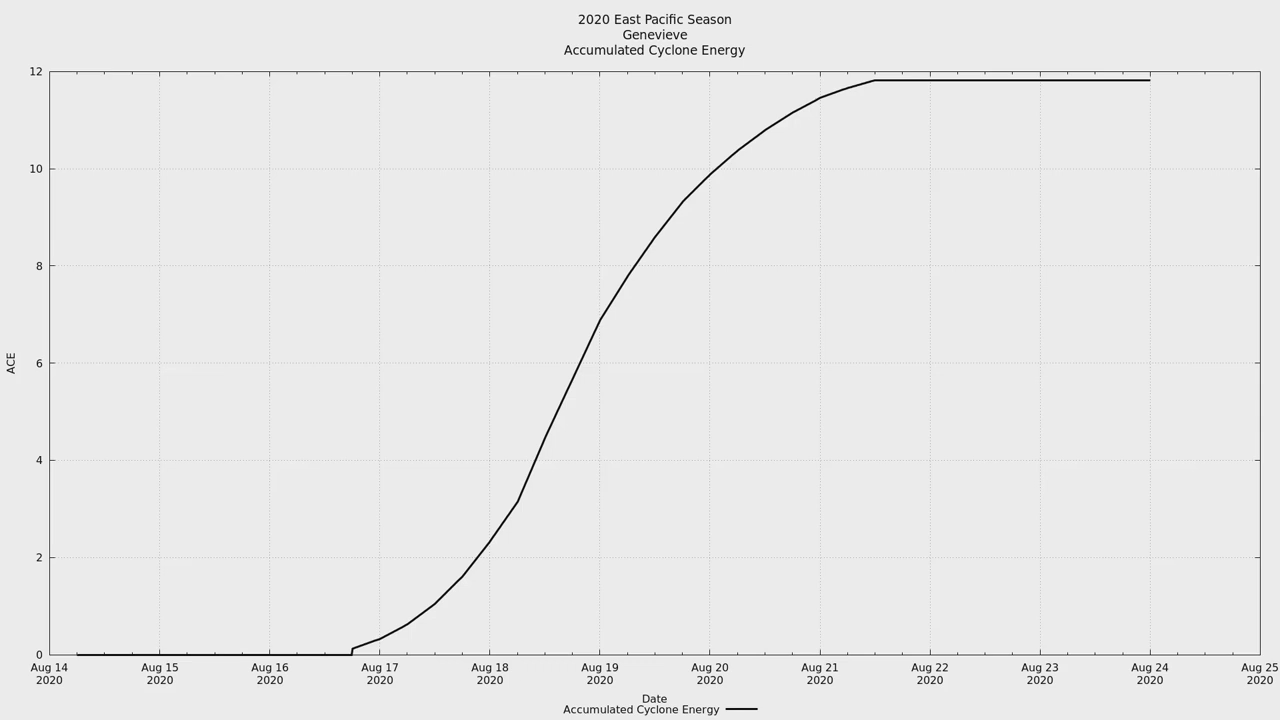 2020 East Pacific Season
Genevieve
Accumulated Cyclone Energy
12
10
8
6
4
2
0
ACE
Aug 14 Aug 15 Aug 16 Aug 17 Aug 18 Aug 19 Aug 20 Aug 21 Aug 22 Aug 23 Aug 24 Aug 25
2020 2020 2020 2020 2020 2020 2020 2020 2020 2020 2020 2020
Date
Accumulated Cyclone Energy